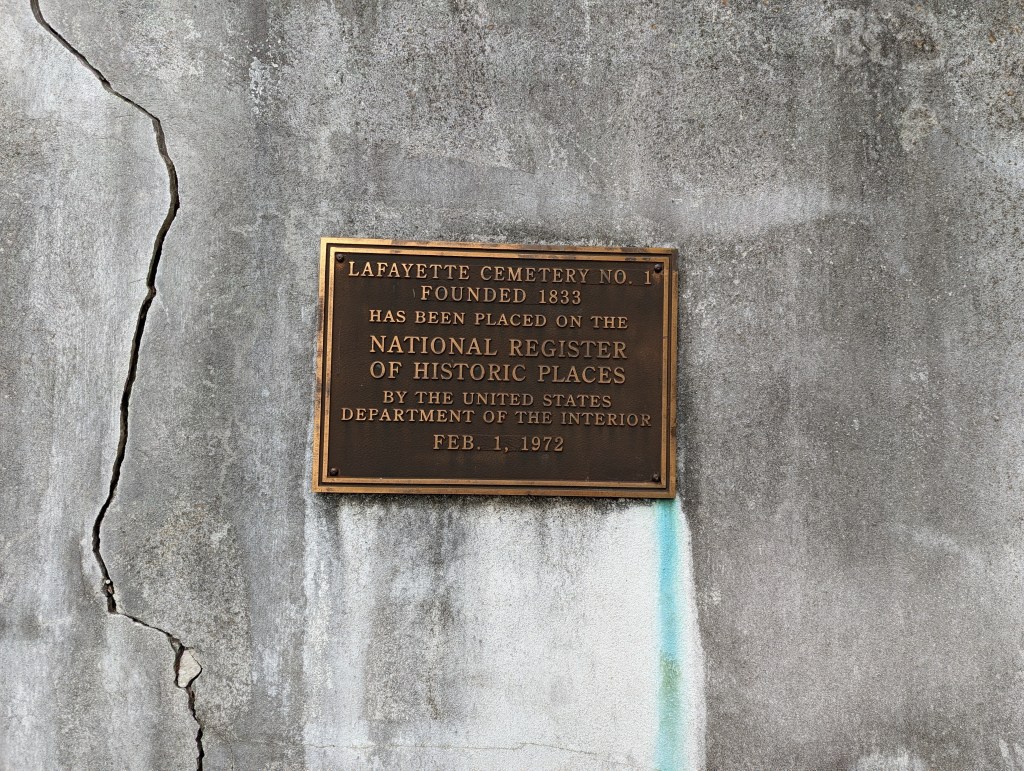 LAFAYETTE CEMETERY NO. 1
FOUNDED 1833
HAS BEEN PLACED ON THE
NATIONAL REGISTER
OF HISTORIC PLACES
BY THE UNITED STATES
DEPARTMENT OF THE INTERIOR
FEB. 1, 1972